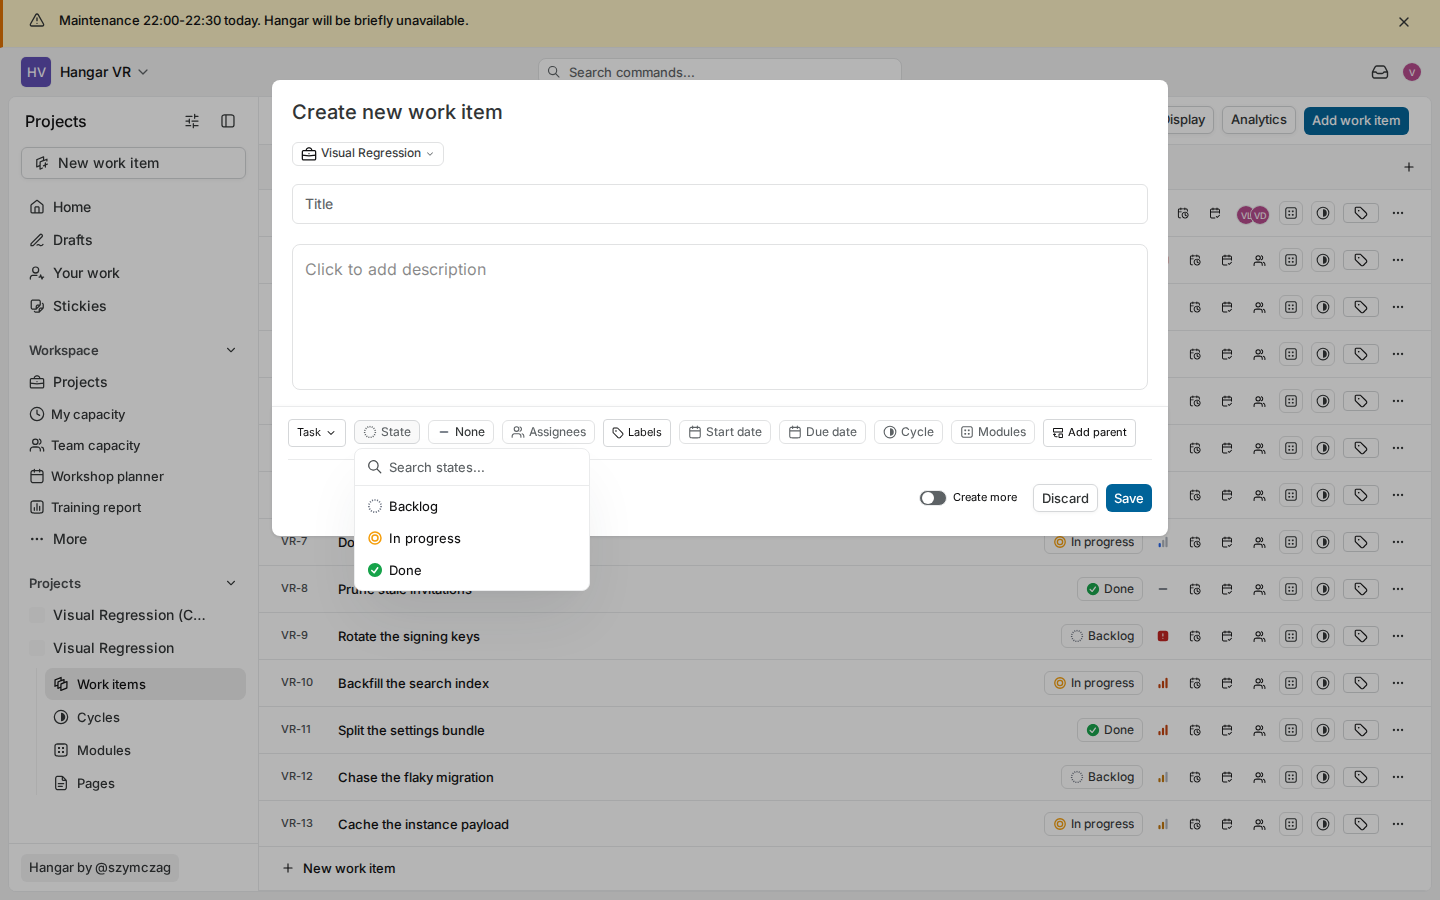 Maintenance 22:00-22:30 today. Hangar will be briefly unavailable.
HV Hangar VR
Search commands...
V
Projects
New work item
Home
Drafts
Your work
Stickies
Workspace
Projects
My capacity
Team capacity
Workshop planner
Training report
More
Projects
Visual Regression (C...
Visual Regression
Work items
Cycles
Modules
Pages
Hangar by @szymczag
Analytics
Add work item
VD
Create new work item
Visual Regression
Title
Click to add description
Task
State
None
Assignees
Labels
Start date
Due date
Cycle
Modules
Add parent
Search states...
Backlog
In progress
Done
Create more
Discard
Save
VR-7 In progress
VR-8 Prune stale invitations Done
VR-9 Rotate the signing keys Backlog
VR-10 Backfill the search index In progress
VR-11 Split the settings bundle Done
VR-12 Chase the flaky migration Backlog
VR-13 Cache the instance payload In progress
New work item